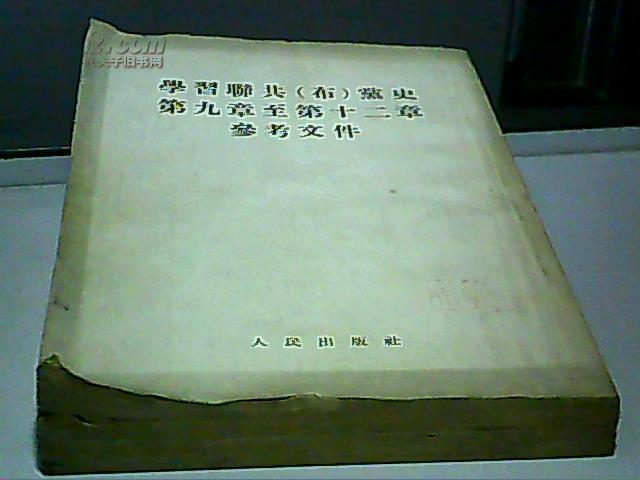 學習聯共(布)黨史
第九章至第十二章
參考文件
人民出版社